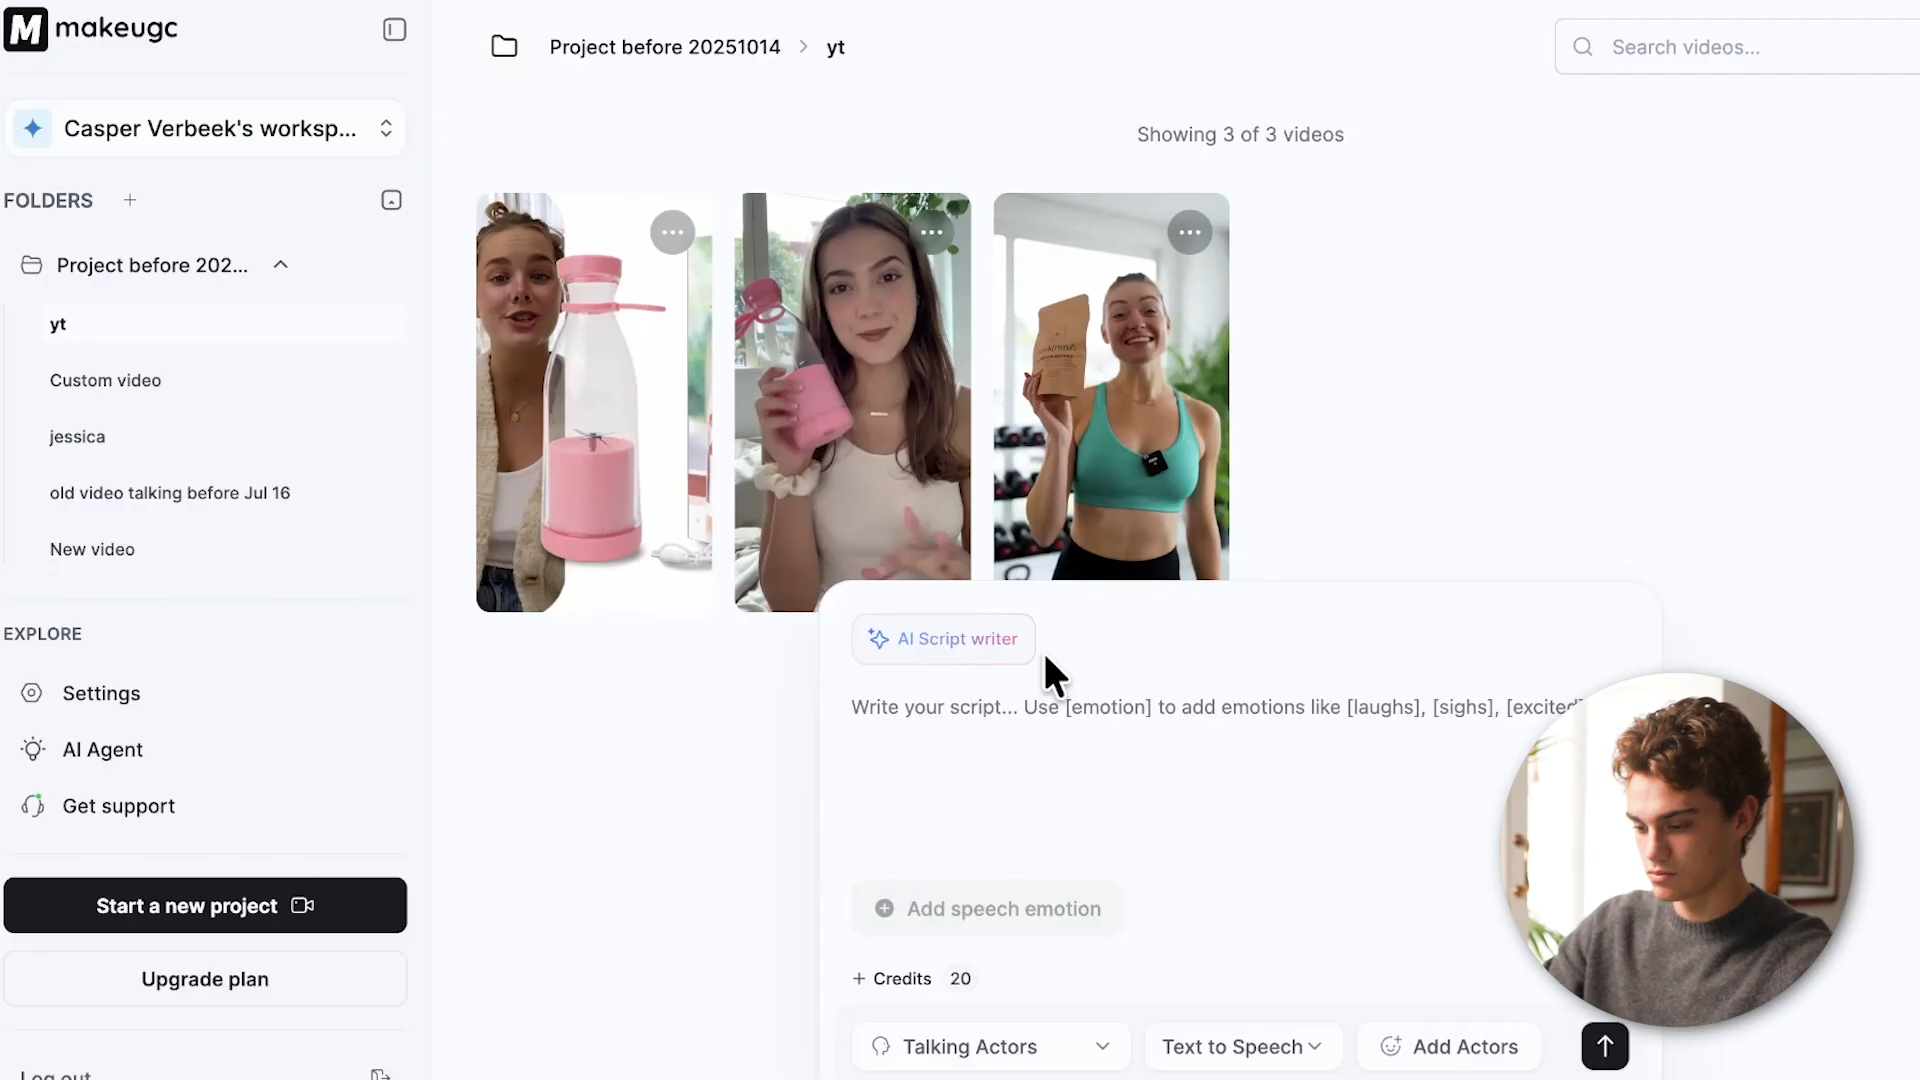 M makeugc
Casper Verbeek's worksp...
FOLDERS +
Project before 202...
yt
Custom video
jessica
old video talking before Jul 16
New video
EXPLORE
Settings
AI Agent
Get support
Start a new project
Upgrade plan
Log out
Project before 20251014 > yt
Search videos...
Showing 3 of 3 videos
AI Script writer
Write your script... Use [emotion] to add emotions like [laughs], [sighs], [excited
Add speech emotion
+ Credits 20
Talking Actors
Text to Speech
Add Actors